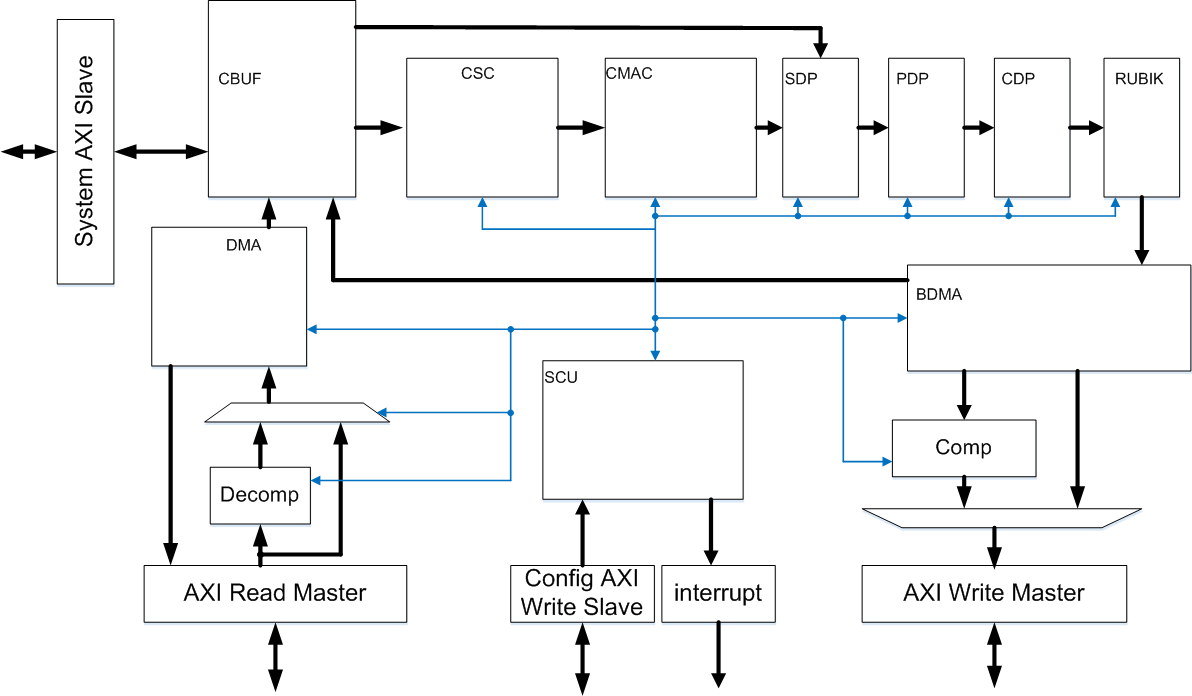 System AXI Slave
CBUF
CSC
CMAC
SDP
PDP
CDP
RUBIK
DMA
BDMA
SCU
Comp
Decomp
AXI Read Master
Config AXI
Write Slave
interrupt
AXI Write Master